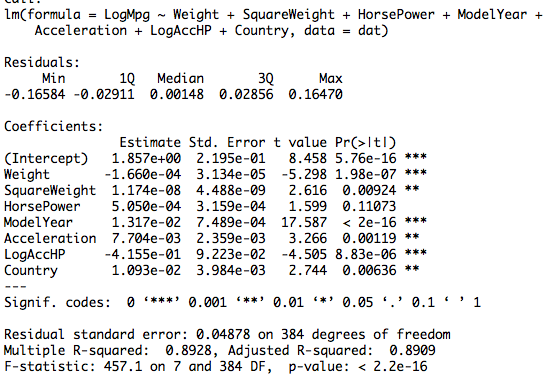 Call:
lm(formula = LogMpg ~ Weight + SquareWeight + HorsePower + ModelYear +
    Acceleration + LogAccHP + Country, data = dat)

Residuals:
     Min       1Q   Median       3Q      Max
-0.16584 -0.02911  0.00148  0.02856  0.16470

Coefficients:
               Estimate Std. Error t value Pr(>|t|)
(Intercept)   1.857e+00  2.195e-01   8.458 5.76e-16 ***
Weight       -1.660e-04  3.134e-05  -5.298 1.98e-07 ***
SquareWeight  1.174e-08  4.488e-09   2.616  0.00924 **
HorsePower    5.050e-04  3.159e-04   1.599  0.11073
ModelYear     1.317e-02  7.489e-04  17.587  < 2e-16 ***
Acceleration  7.704e-03  2.359e-03   3.266  0.00119 **
LogAccHP     -4.155e-01  9.223e-02  -4.505 8.83e-06 ***
Country       1.093e-02  3.984e-03   2.744  0.00636 **
---
Signif. codes:  0 ‘***’ 0.001 ‘**’ 0.01 ‘*’ 0.05 ‘.’ 0.1 ‘ ’ 1

Residual standard error: 0.04878 on 384 degrees of freedom
Multiple R-squared:  0.8928, Adjusted R-squared:  0.8909
F-statistic: 457.1 on 7 and 384 DF,  p-value: < 2.2e-16